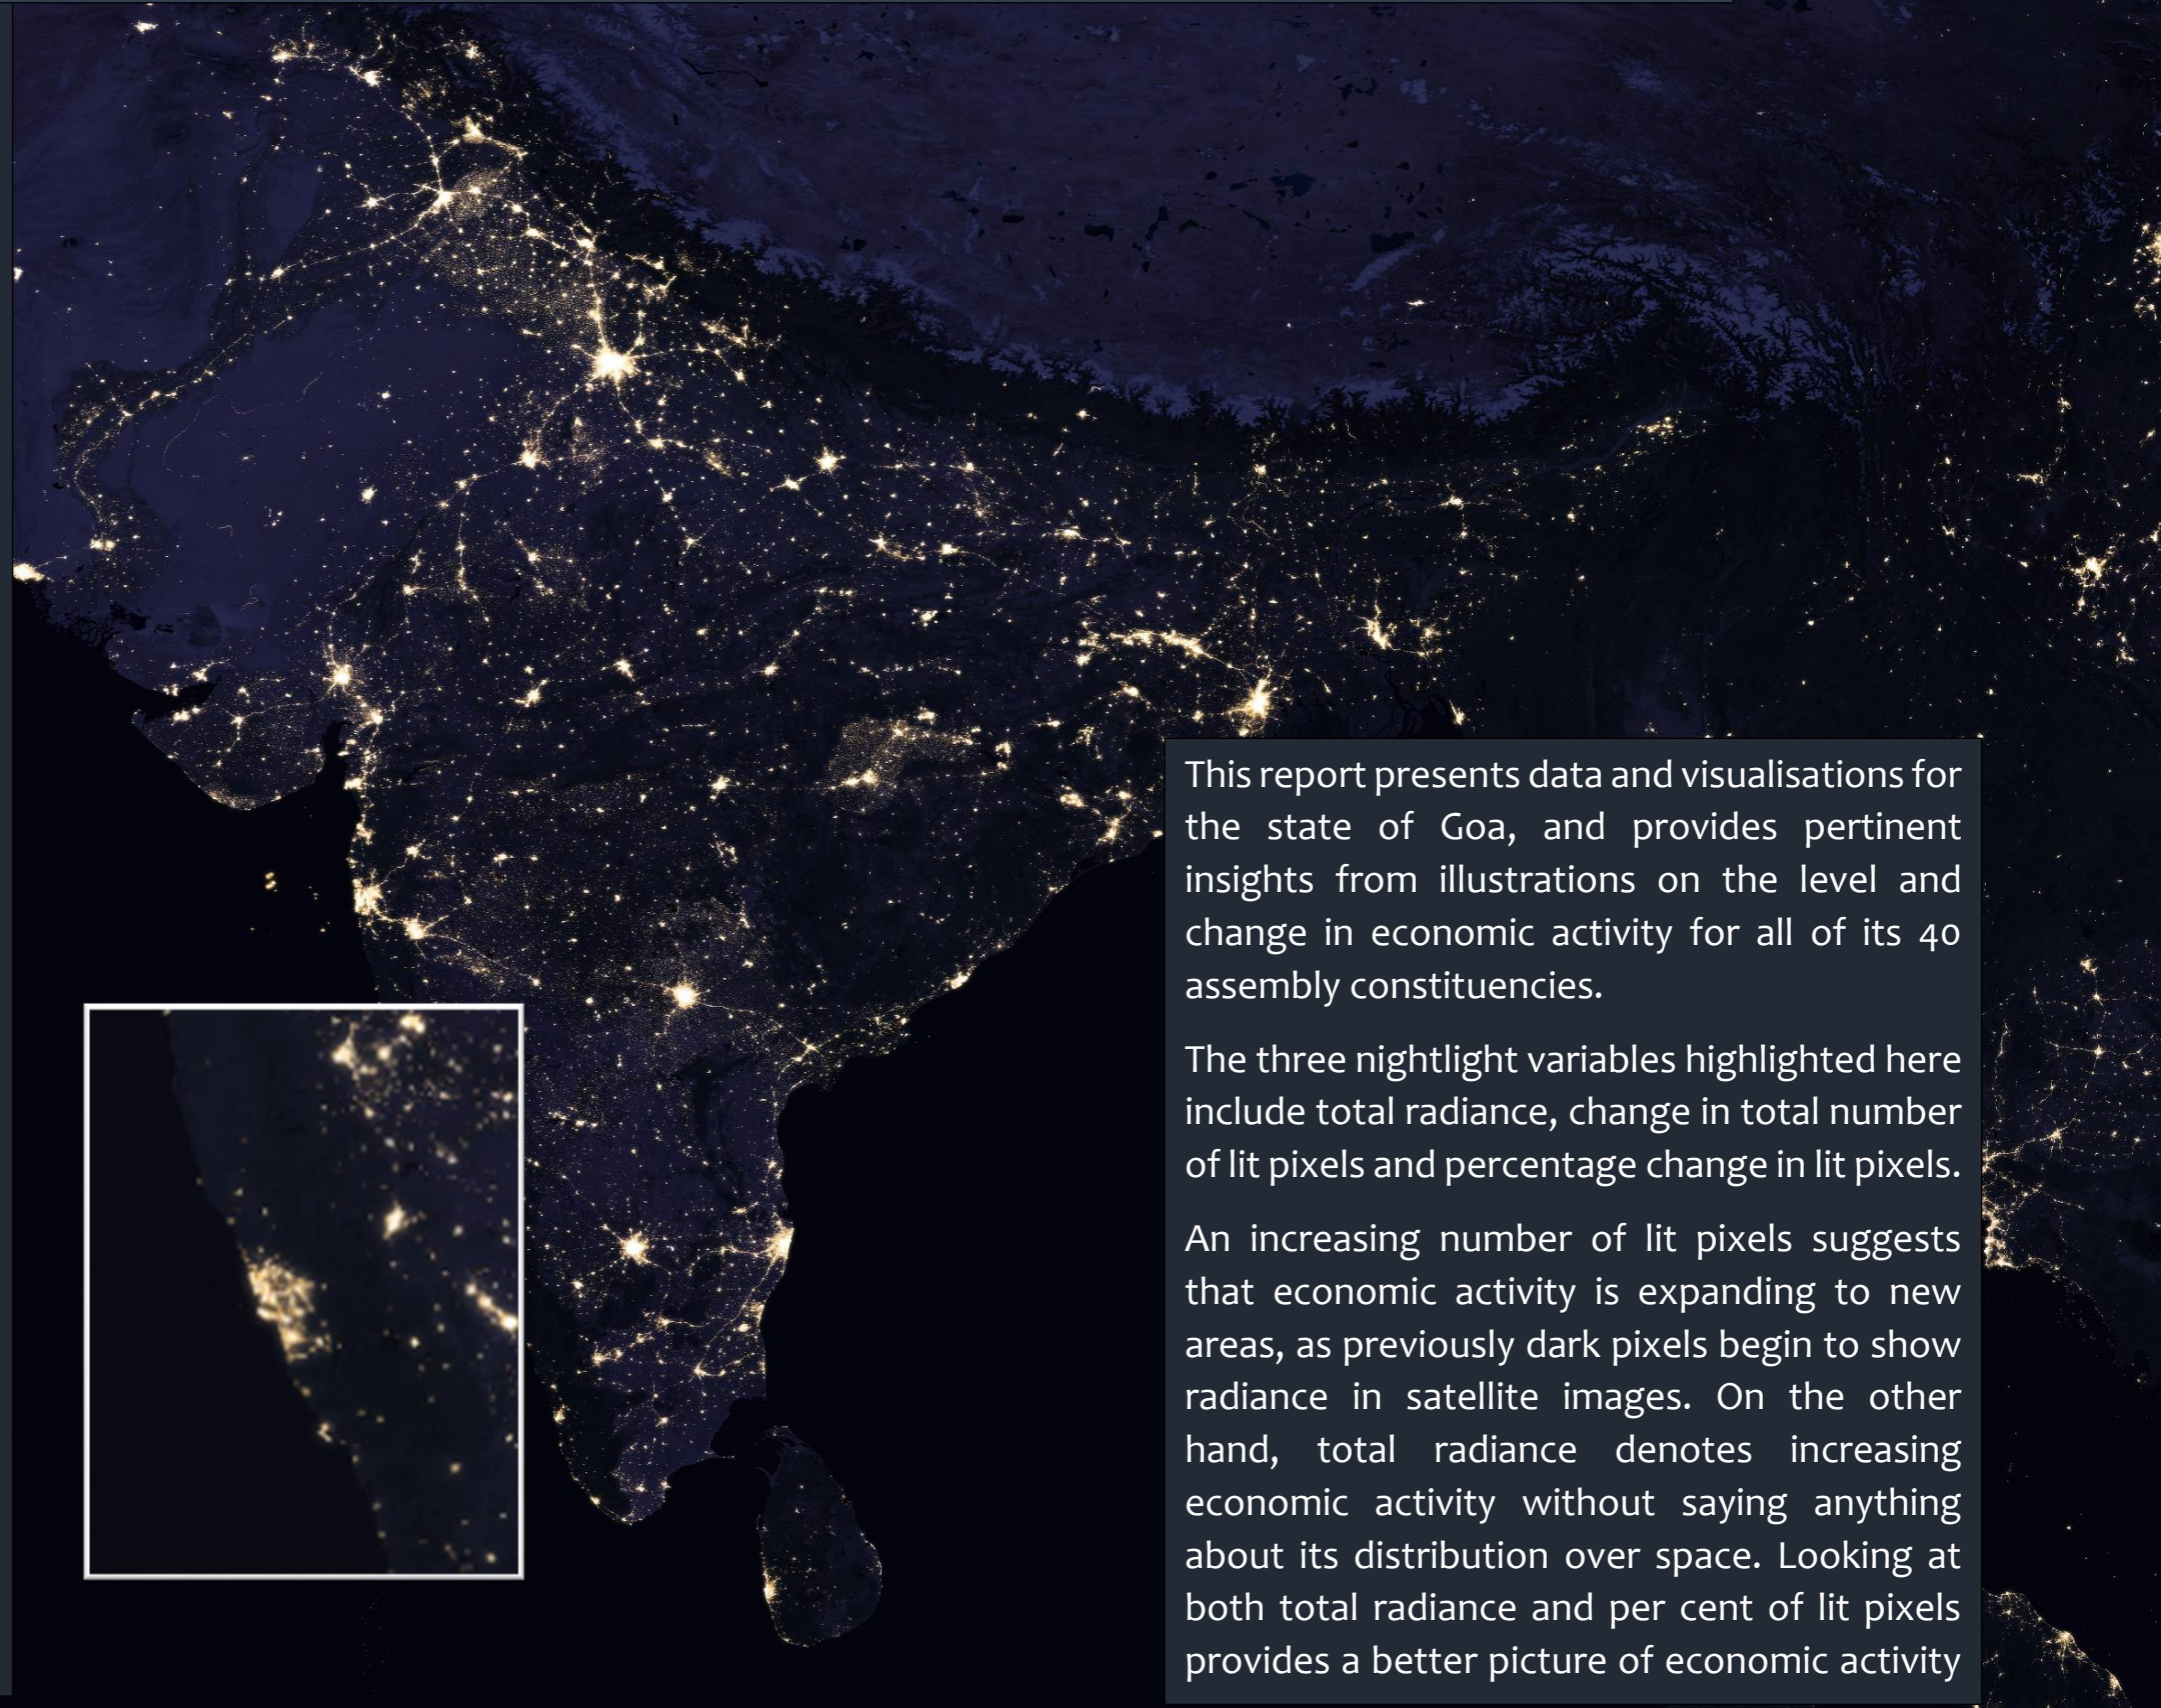 This report presents data and visualisations for
the state of Goa, and provides pertinent
insights from illustrations on the level and
change in economic activity for all of its 40
assembly constituencies.
The three nightlight variables highlighted here
include total radiance, change in total number
of lit pixels and percentage change in lit pixels.
An increasing number of lit pixels suggests
that economic activity is expanding to new
areas, as previously dark pixels begin to show
radiance in satellite images. On the other
hand, total radiance denotes increasing
economic activity without saying anything
about its distribution over space. Looking at
both total radiance and per cent of lit pixels
provides a better picture of economic activity